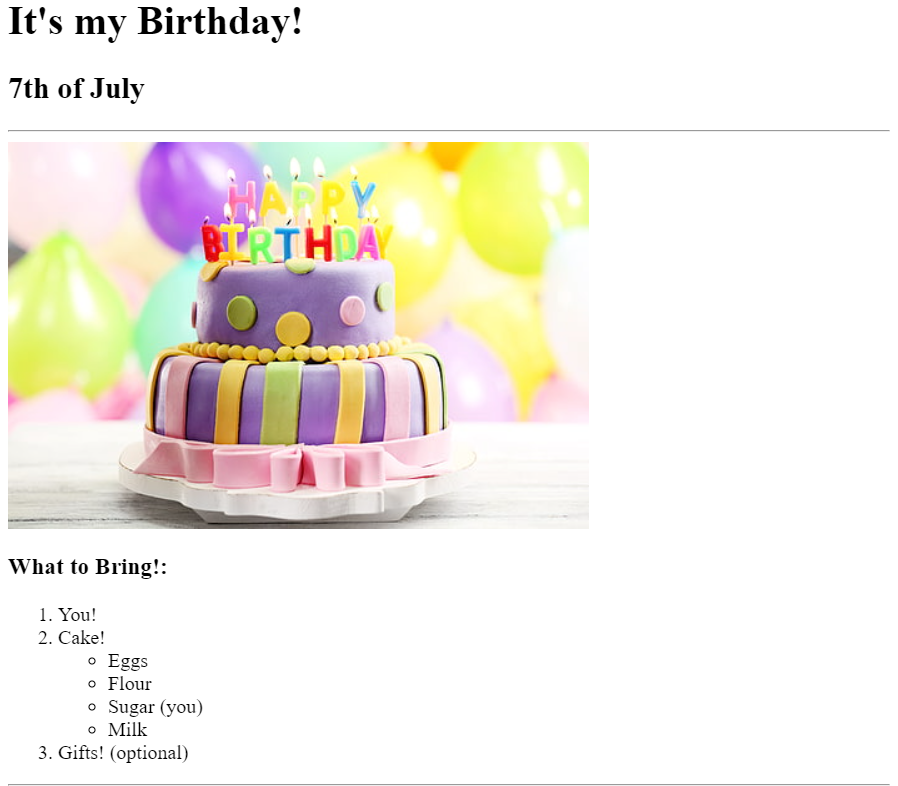 It's my Birthday!
7th of July
HAPPY
BIRTHDAY
What to Bring!:
1. You!
2. Cake!
Eggs
Flour
Sugar (you)
Milk
3. Gifts! (optional)